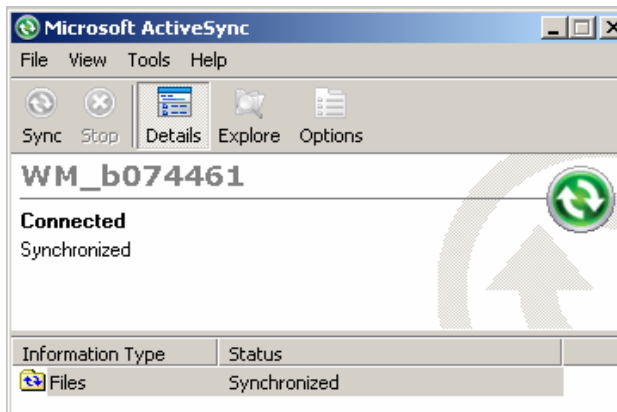 Microsoft ActiveSync
File View Tools Help
Sync Stop Details Explore Options
WM_b074461
Connected
Synchronized
Information Type Status
Files Synchronized